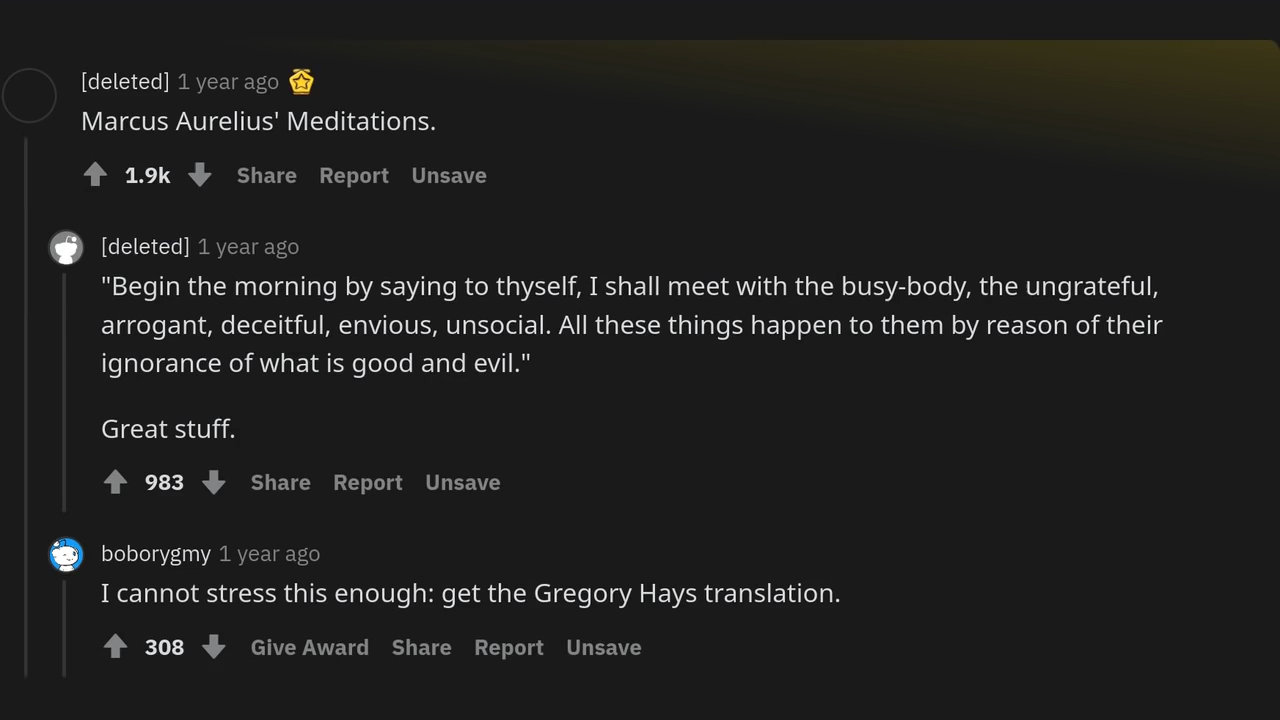 [deleted] 1 year ago
Marcus Aurelius' Meditations.
1.9k Share Report Unsave
[deleted] 1 year ago
"Begin the morning by saying to thyself, I shall meet with the busy-body, the ungrateful,
arrogant, deceitful, envious, unsocial. All these things happen to them by reason of their
ignorance of what is good and evil."
Great stuff.
983 Share Report Unsave
boborygmy 1 year ago
I cannot stress this enough: get the Gregory Hays translation.
308 Give Award Share Report Unsave